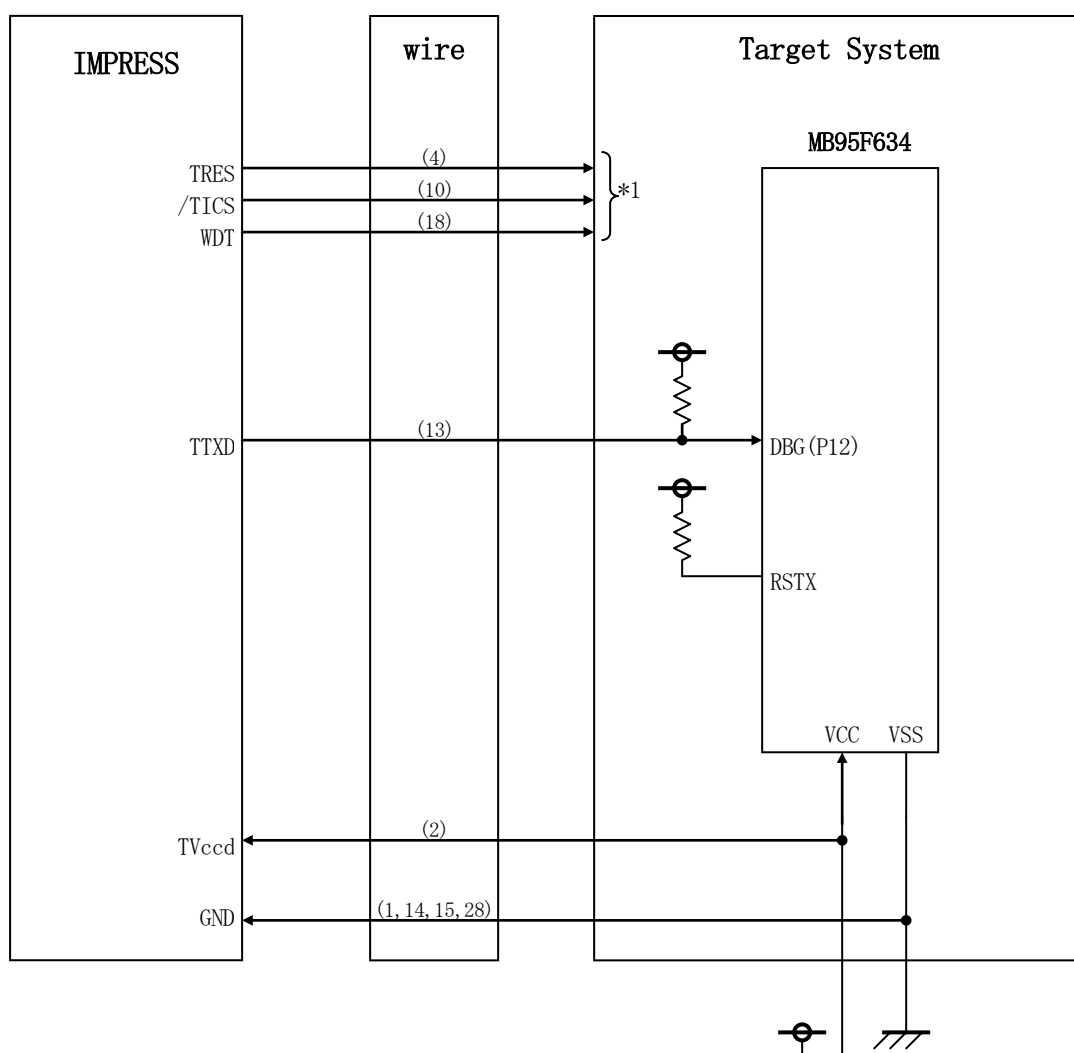 IMPRESS
wire
Target System
MB95F634
TRES
(4)
/TICS
(10)
*1
WDT
(18)
TTXD
(13)
DBG(P12)
RSTX
VCC
VSS
TVccd
(2)
GND
(1,14,15,28)